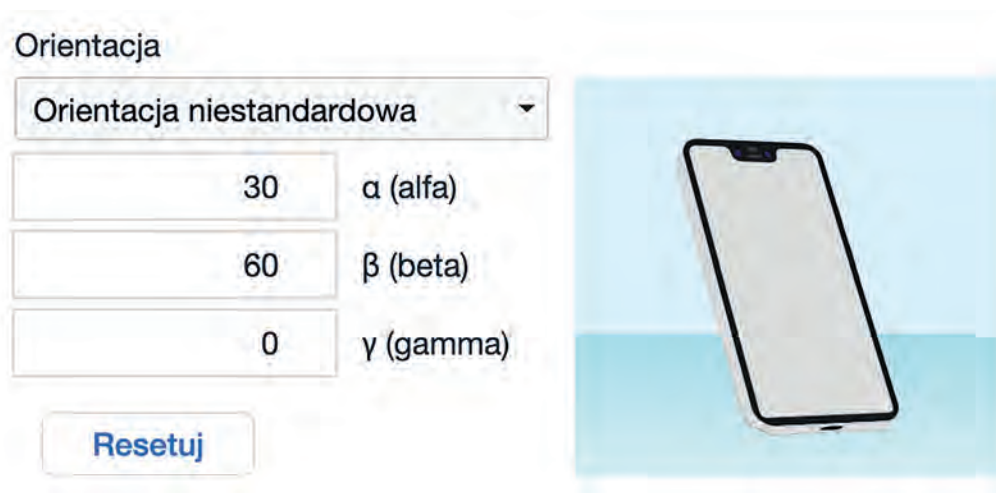 Orientacja
Orientacja niestandardowa
30 α (alfa)
60 β (beta)
0 γ (gamma)
Resetuj